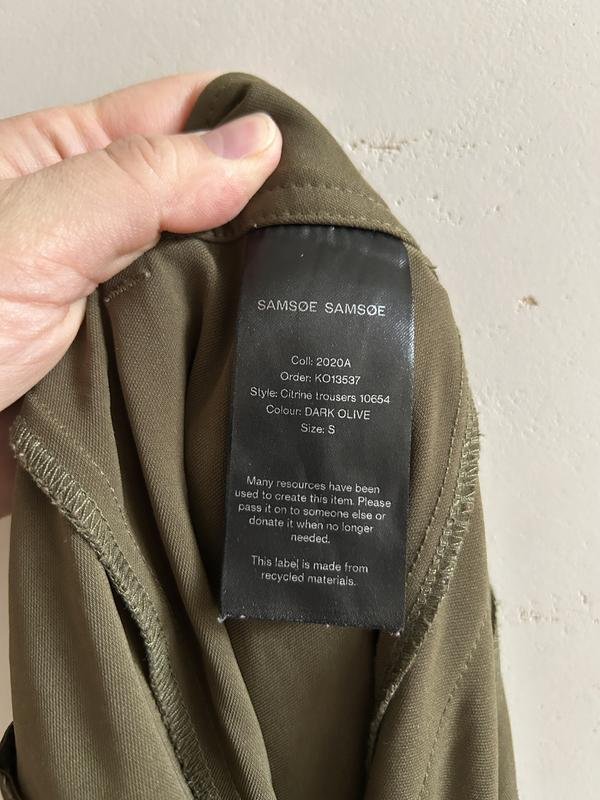 SAMSØE SAMSØE
Coll: 2020A
Order: KO13537
Style: Citrine trousers 10654
Colour: DARK OLIVE
Size: S
Many resources have been
used to create this item. Please
pass it on to someone else or
donate it when no longer
needed.
This label is made from
recycled materials.